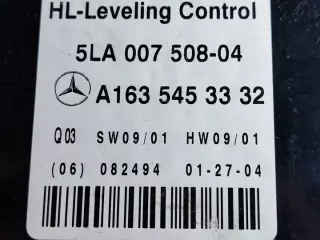 HL-Leveling Control
5LA 007 508-04
A163 545 33 32
Q03 SW09/01 HW09/01
(06) 082494 01-27-04